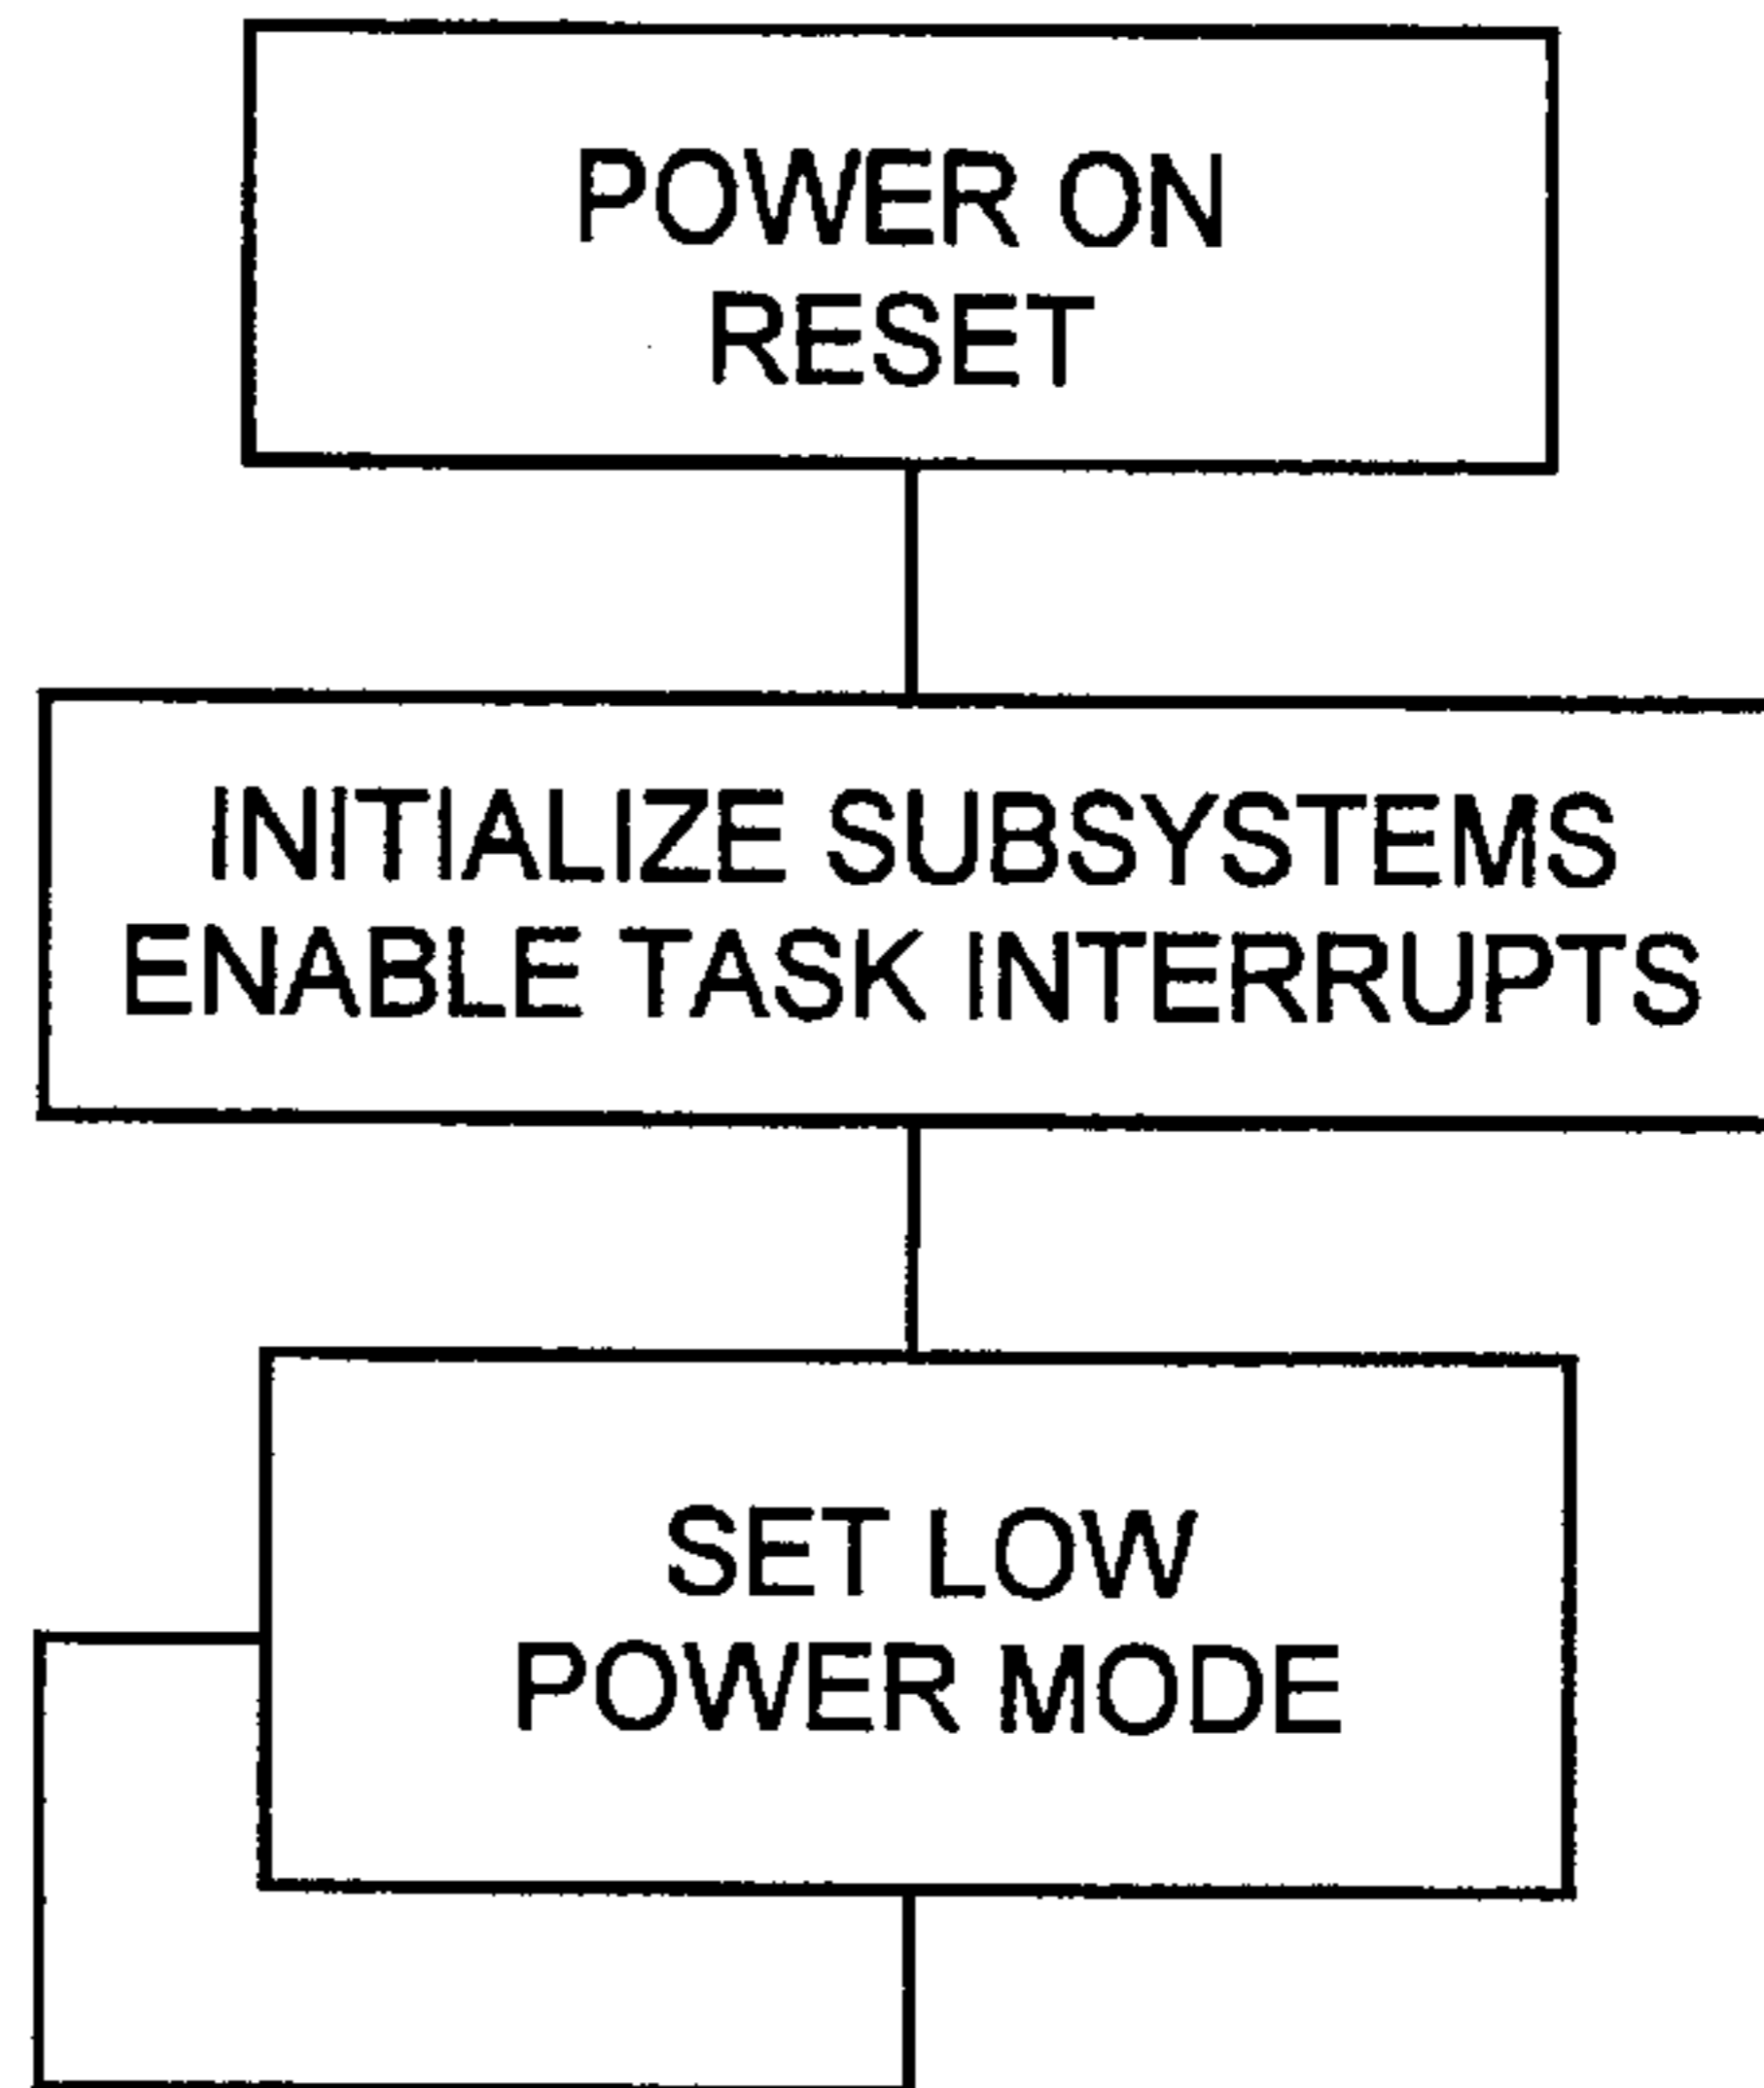 POWER ON
RESET
INITIALIZE SUBSYSTEMS
ENABLE TASK INTERRUPTS
SET LOW
POWER MODE